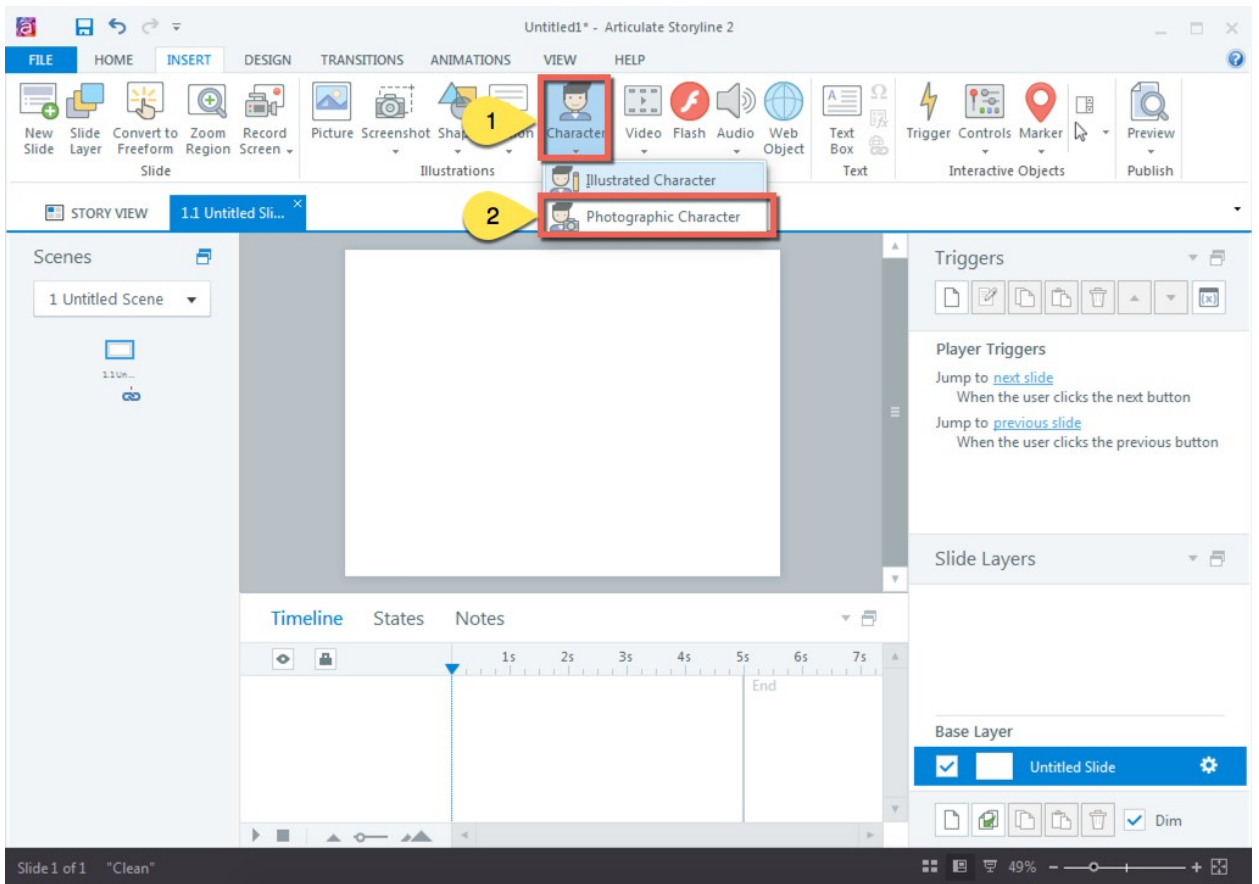 Untitled1* - Articulate Storyline 2
FILE HOME INSERT DESIGN TRANSITIONS ANIMATIONS VIEW HELP
New Slide
Slide Layer
Convert to Freeform
Zoom Region
Record Screen
Picture
Screenshot
1
Character
Video
Flash
Audio
Web Object
Text Box
Trigger
Controls
Marker
Preview
Slide
Illustrations
Text
Interactive Objects
Publish
Illustrated Character
2
Photographic Character
STORY VIEW
1.1 Untitled Sli...
Scenes
1 Untitled Scene
1.1 Un...
Triggers
Player Triggers
Jump to next slide
When the user clicks the next button
Jump to previous slide
When the user clicks the previous button
Slide Layers
Timeline States Notes
1s 2s 3s 4s 5s 6s 7s
End
Base Layer
Untitled Slide
Dim
Slide 1 of 1 "Clean"
49%